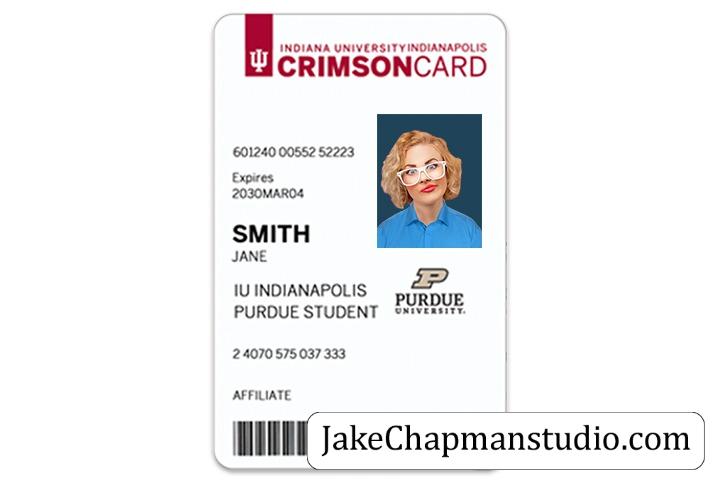 INDIANA UNIVERSITY INDIANAPOLIS
CRIMSONCARD
601240 00552 52223
Expires
2030MAR04
SMITH
JANE
IU INDIANAPOLIS
PURDUE STUDENT
PURDUE
UNIVERSITY.
2 4070 575 037 333
AFFILIATE
JakeChapmanstudio.com